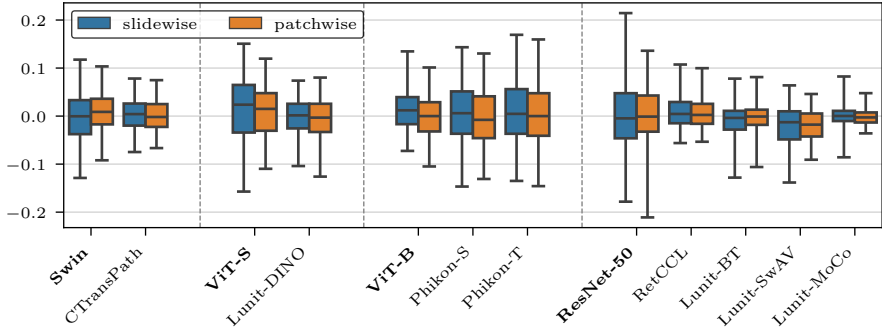 slidewise patchwise
0.2
0.1
0.0
−0.1
−0.2
Swin
CTransPath
ViT-S
Lunit-DINO
ViT-B
Phikon-S
Phikon-T
ResNet-50
RetCCL
Lunit-BT
Lunit-SwAV
Lunit-MoCo